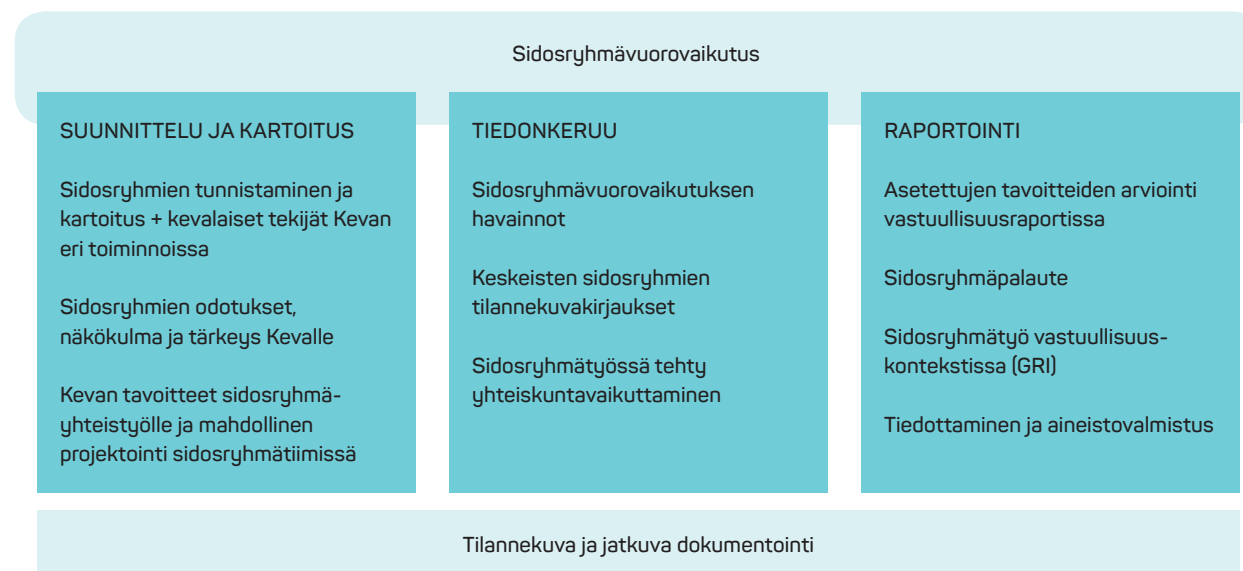 Sidosryhmävuorovaikutus
SUUNNITTELU JA KARTOITUS
Sidosryhmien tunnistaminen ja
kartoitus + kevalaiset tekijät Kevan
eri toiminnoissa
Sidosryhmien odotukset,
näkökulma ja tärkeys Kevalle
Kevan tavoitteet sidosryhmä-
yhteistyölle ja mahdollinen
projektointi sidosryhmätiimissä
TIEDONKERUU
Sidosryhmävuorovaikutuksen
havainnot
Keskeisten sidosryhmien
tilannekuvakirjaukset
Sidosryhmätyössä tehty
yhteiskuntavaikuttaminen
RAPORTOINTI
Asetettujen tavoitteiden arviointi
vastuullisuusraportissa
Sidosryhmäpalaute
Sidosryhmätyö vastuullisuus-
kontekstissa (GRI)
Tiedottaminen ja aineistovalmistus
Tilannekuva ja jatkuva dokumentointi